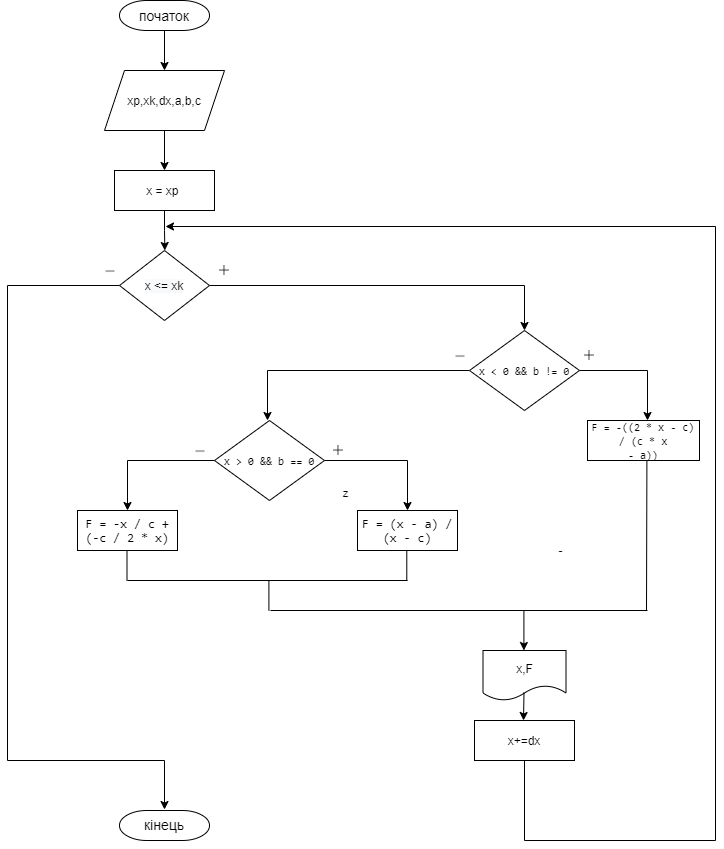 початок
xp,xk,dx,a,b,c
x = xp
x <= xk
x < 0 && b != 0
F = -((2 * x - c)
/ (c * x
- a))
x > 0 && b == 0
z
F = -x / c +
(-c / 2 * x)
F = (x - a) /
(x - c)
-
x,F
x+=dx
кінець